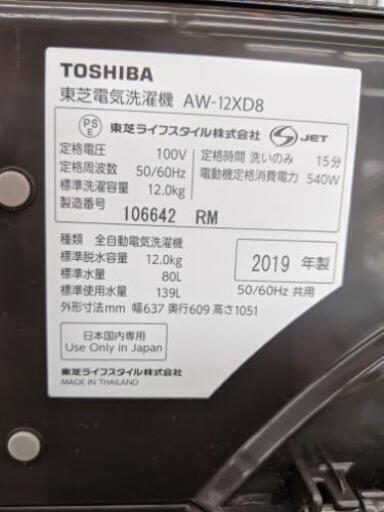 TOSHIBA
東芝電気洗濯機 AW-12XD8
PS E 東芝ライフスタイル株式会社 S JET
定格電圧 100V 定格時間 洗いのみ 15分
定格周波数 50/60Hz 電動機定格消費電力 540W
標準洗濯容量 12.0kg
製造番号 106642 RM
種類 全自動電気洗濯機
標準脱水容量 12.0kg 2019 年製
標準水量 80L
標準使用水量 139L 50/60Hz 共用
外形寸法mm 幅637 奥行609 高さ1051
日本国内専用
Use Only in Japan
東芝ライフスタイル株式会社
MADE IN THAILAND